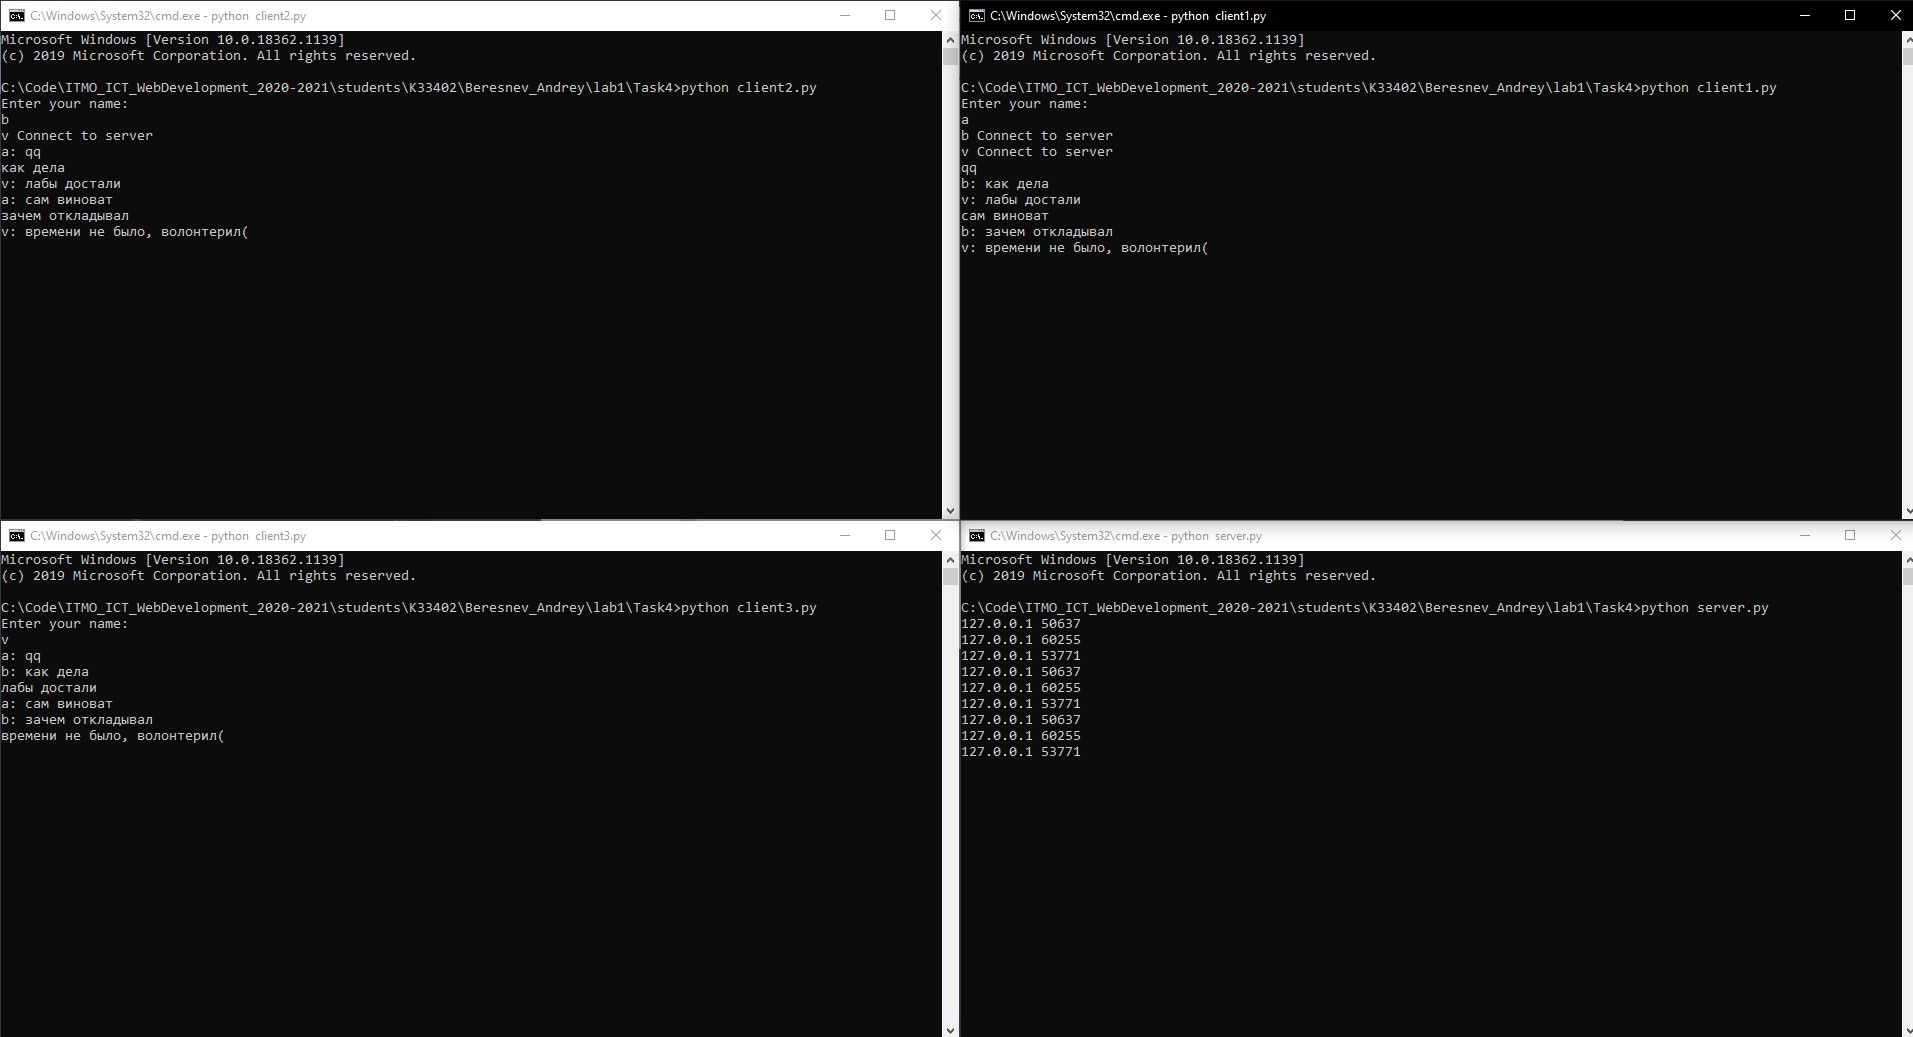 C:\Windows\System32\cmd.exe - python  client2.py
Microsoft Windows [Version 10.0.18362.1139]
(c) 2019 Microsoft Corporation. All rights reserved.
C:\Code\ITMO_ICT_WebDevelopment_2020-2021\students\K33402\Beresnev_Andrey\lab1\Task4>python client2.py
Enter your name:
b
v Connect to server
a: qq
как дела
v: лабы достали
a: сам виноват
зачем откладывал
v: времени не было, волонтерил(
C:\Windows\System32\cmd.exe - python  client1.py
Microsoft Windows [Version 10.0.18362.1139]
(c) 2019 Microsoft Corporation. All rights reserved.
C:\Code\ITMO_ICT_WebDevelopment_2020-2021\students\K33402\Beresnev_Andrey\lab1\Task4>python client1.py
Enter your name:
a
b Connect to server
v Connect to server
qq
b: как дела
v: лабы достали
сам виноват
b: зачем откладывал
v: времени не было, волонтерил(
C:\Windows\System32\cmd.exe - python  client3.py
Microsoft Windows [Version 10.0.18362.1139]
(c) 2019 Microsoft Corporation. All rights reserved.
C:\Code\ITMO_ICT_WebDevelopment_2020-2021\students\K33402\Beresnev_Andrey\lab1\Task4>python client3.py
Enter your name:
v
a: qq
b: как дела
лабы достали
a: сам виноват
b: зачем откладывал
времени не было, волонтерил(
C:\Windows\System32\cmd.exe - python  server.py
Microsoft Windows [Version 10.0.18362.1139]
(c) 2019 Microsoft Corporation. All rights reserved.
C:\Code\ITMO_ICT_WebDevelopment_2020-2021\students\K33402\Beresnev_Andrey\lab1\Task4>python server.py
127.0.0.1 50637
127.0.0.1 60255
127.0.0.1 53771
127.0.0.1 50637
127.0.0.1 60255
127.0.0.1 53771
127.0.0.1 50637
127.0.0.1 60255
127.0.0.1 53771